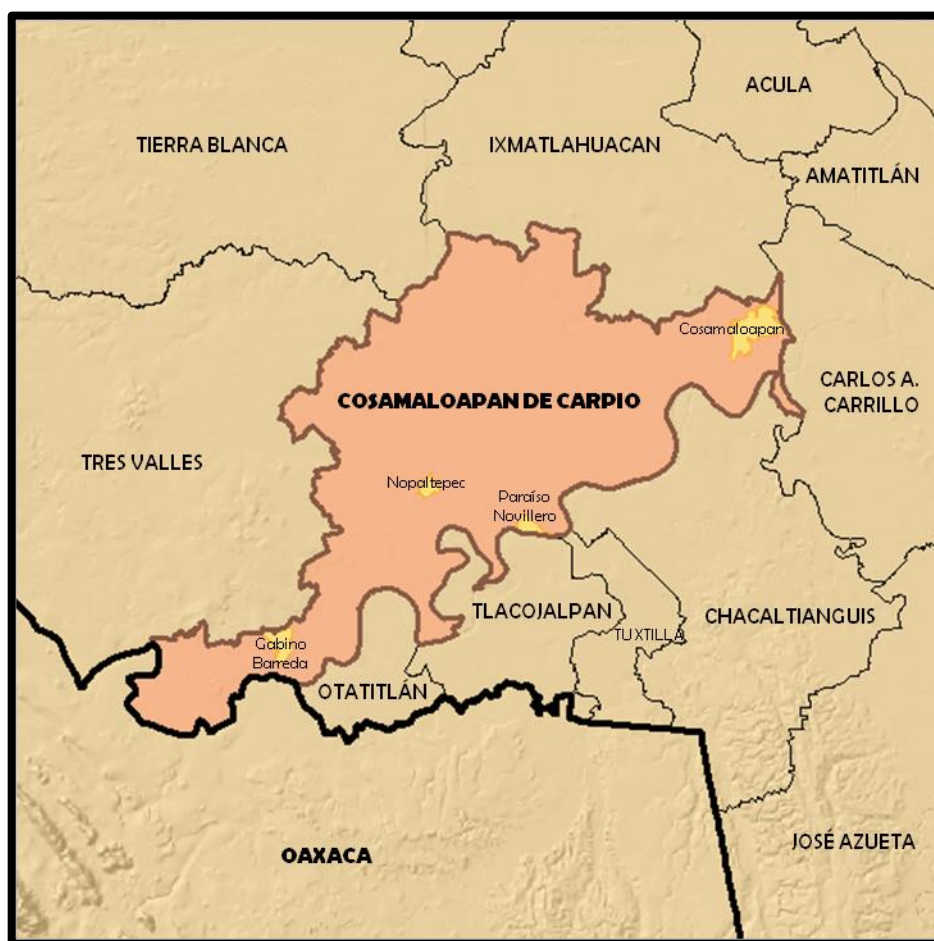 ACULA
TIERRA BLANCA
IXMATLAHUACAN
AMATITLÁN
Cosamaloapan
CARLOS A.
CARRILLO
COSAMALOAPAN DE CARPIO
TRES VALLES
Nopaltepec
Paraíso
Novillero
TLACOJALPAN
CHACALTIANGUIS
TUXTILLA
Gabino
Barreda
OTATITLÁN
OAXACA
JOSÉ AZUETA